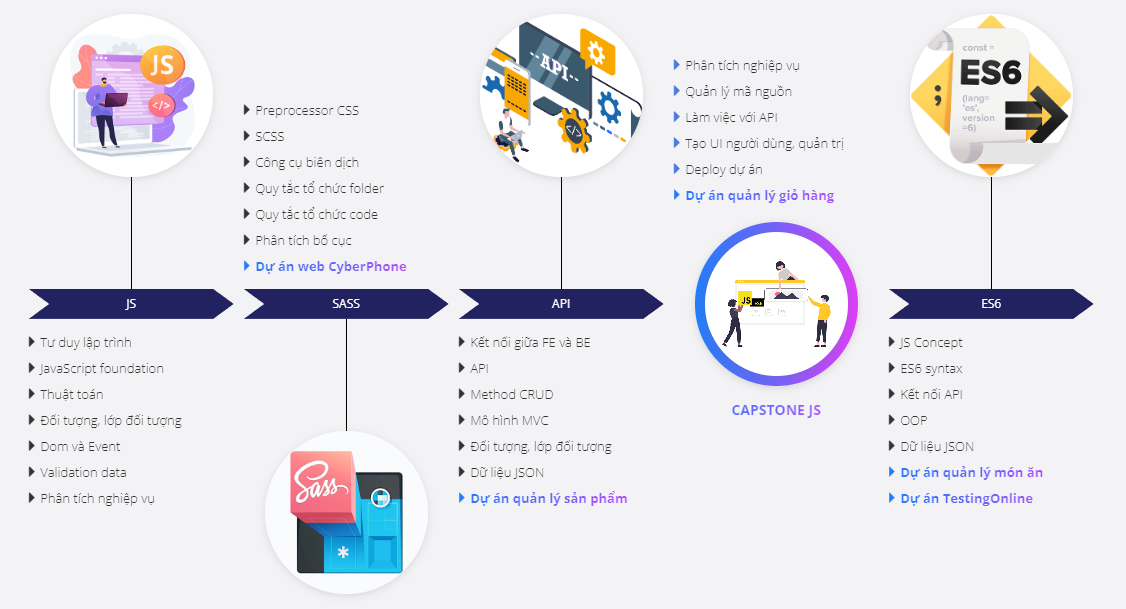 JS
</>
JS
Tư duy lập trình
JavaScript foundation
Thuật toán
Đối tượng, lớp đối tượng
Dom và Event
Validation data
Phân tích nghiệp vụ
Preprocessor CSS
SCSS
Công cụ biên dịch
Quy tắc tổ chức folder
Quy tắc tổ chức code
Phân tích bố cục
Dự án web CyberPhone
SASS
Sass
API
</>
API
Kết nối giữa FE và BE
API
Method CRUD
Mô hình MVC
Đối tượng, lớp đối tượng
Dữ liệu JSON
Dự án quản lý sản phẩm
Phân tích nghiệp vụ
Quản lý mã nguồn
Làm việc với API
Tạo UI người dùng, quản trị
Deploy dự án
Dự án quản lý giỏ hàng
JS
CAPSTONE JS
const =
ES6
;
(lang=
'es',
version
=6)
ES6
JS Concept
ES6 syntax
Kết nối API
OOP
Dữ liệu JSON
Dự án quản lý món ăn
Dự án TestingOnline